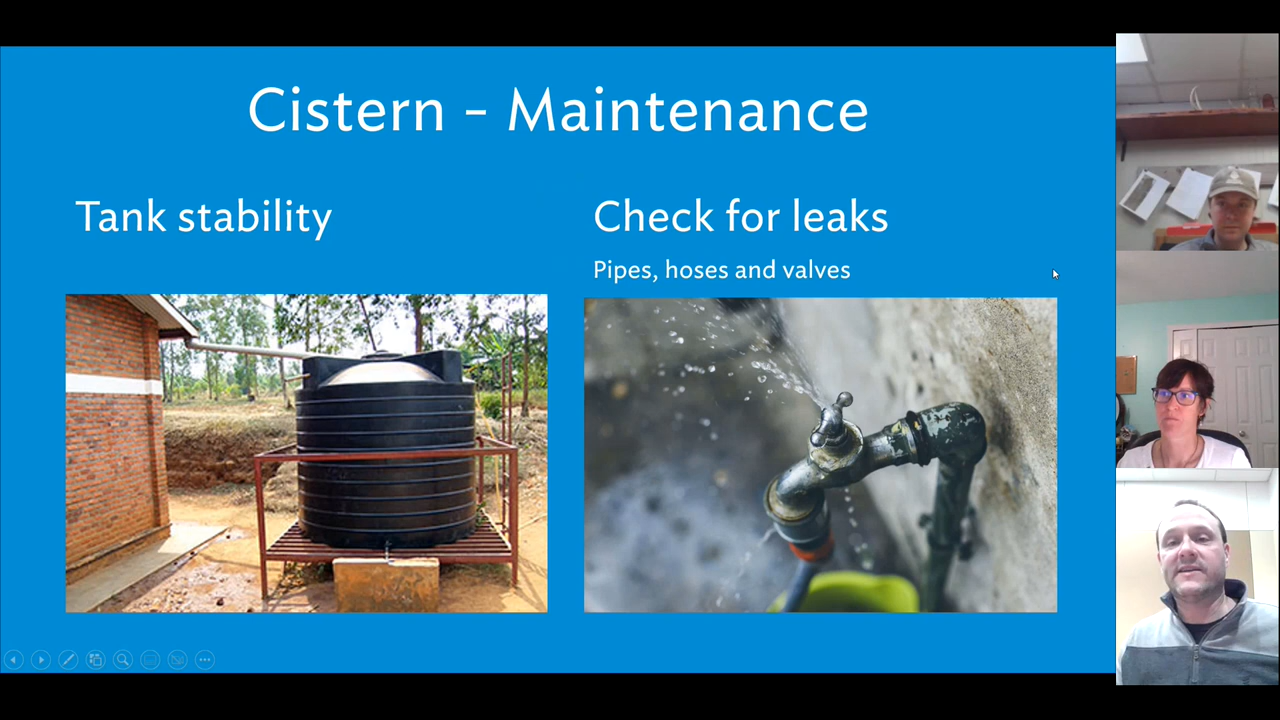 Cistern - Maintenance
Tank stability
Check for leaks
Pipes, hoses and valves